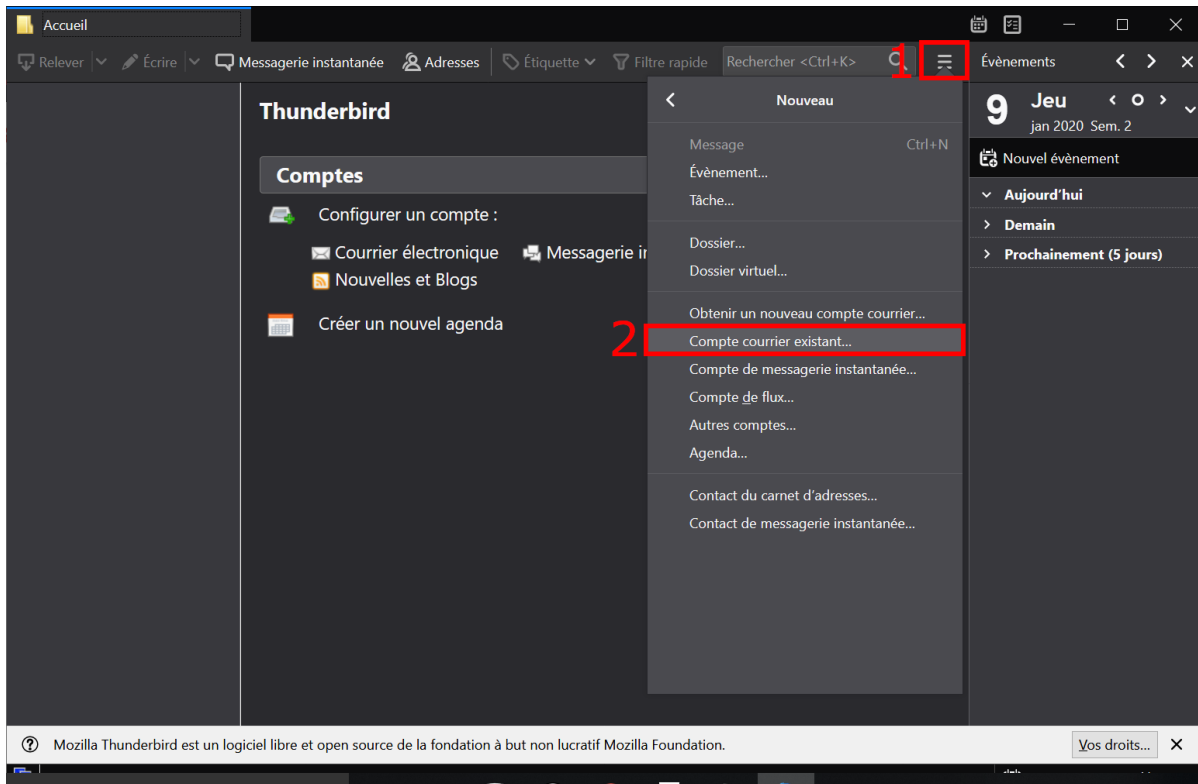 Accueil
Relever Écrire Messagerie instantanée Adresses Étiquette Filtre rapide Rechercher <Ctrl+K> 1 Évènements
Thunderbird
Comptes
Configurer un compte :
Courrier électronique Messagerie in
Nouvelles et Blogs
Créer un nouvel agenda
Nouveau
Message Ctrl+N
Évènement...
Tâche...
Dossier...
Dossier virtuel...
Obtenir un nouveau compte courrier...
2 Compte courrier existant...
Compte de messagerie instantanée...
Compte de flux...
Autres comptes...
Agenda...
Contact du carnet d'adresses...
Contact de messagerie instantanée...
9 Jeu
jan 2020 Sem. 2
Nouvel évènement
Aujourd'hui
Demain
Prochainement (5 jours)
Mozilla Thunderbird est un logiciel libre et open source de la fondation à but non lucratif Mozilla Foundation. Vos droits...